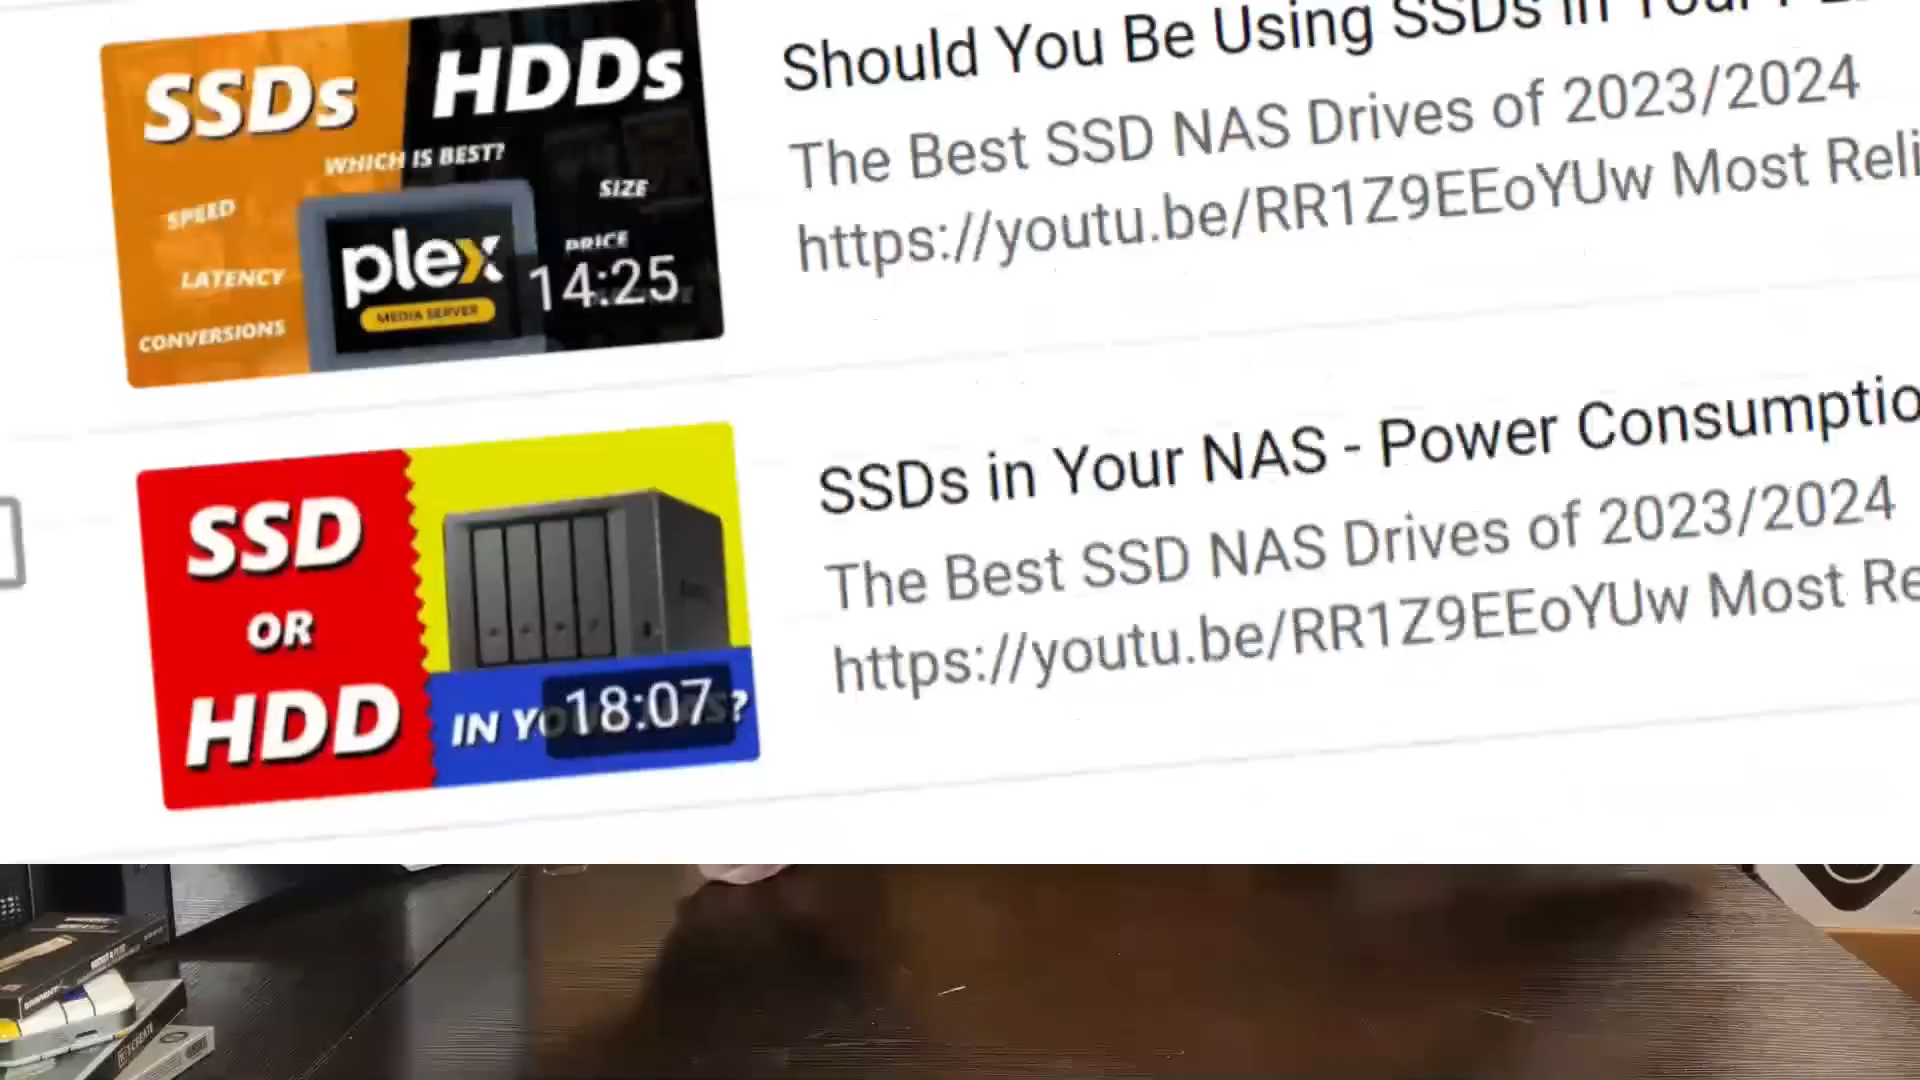 SSDs
HDDs
WHICH IS BEST?
SPEED
SIZE
LATENCY
PRICE
CONVERSIONS
plex
MEDIA SERVER
14:25
Should You Be Using SSDs in Your
The Best SSD NAS Drives of 2023/2024
https://youtu.be/RR1Z9EEoYUw Most Reli
SSD
OR
HDD
IN
18:07
?
SSDs in Your NAS - Power Consumptio
The Best SSD NAS Drives of 2023/2024
https://youtu.be/RR1Z9EEoYUw Most Re